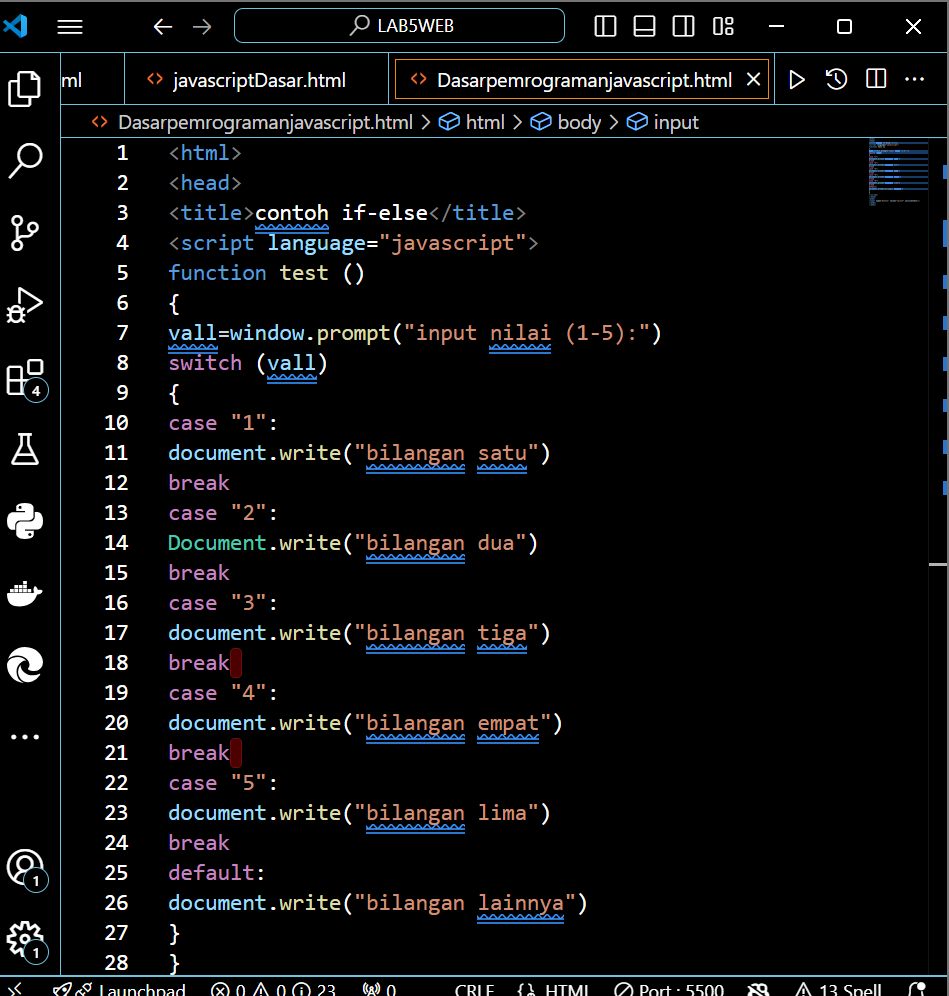 LAB5WEB
ml
javascriptDasar.html
Dasarpemrogramanjavascript.html
Dasarpemrogramanjavascript.html > html > body > input
1 <html>
2 <head>
3 <title>contoh if-else</title>
4 <script language="javascript">
5 function test ()
6 {
7 vall=window.prompt("input nilai (1-5):")
8 switch (vall)
9 {
10 case "1":
11 document.write("bilangan satu")
12 break
13 case "2":
14 Document.write("bilangan dua")
15 break
16 case "3":
17 document.write("bilangan tiga")
18 break
19 case "4":
20 document.write("bilangan empat")
21 break
22 case "5":
23 document.write("bilangan lima")
24 break
25 default:
26 document.write("bilangan lainnya")
27 }
28 }
4
1
1
Launchpad 0 0 23 0 CRLF {} HTML Port : 5500 13 Spell